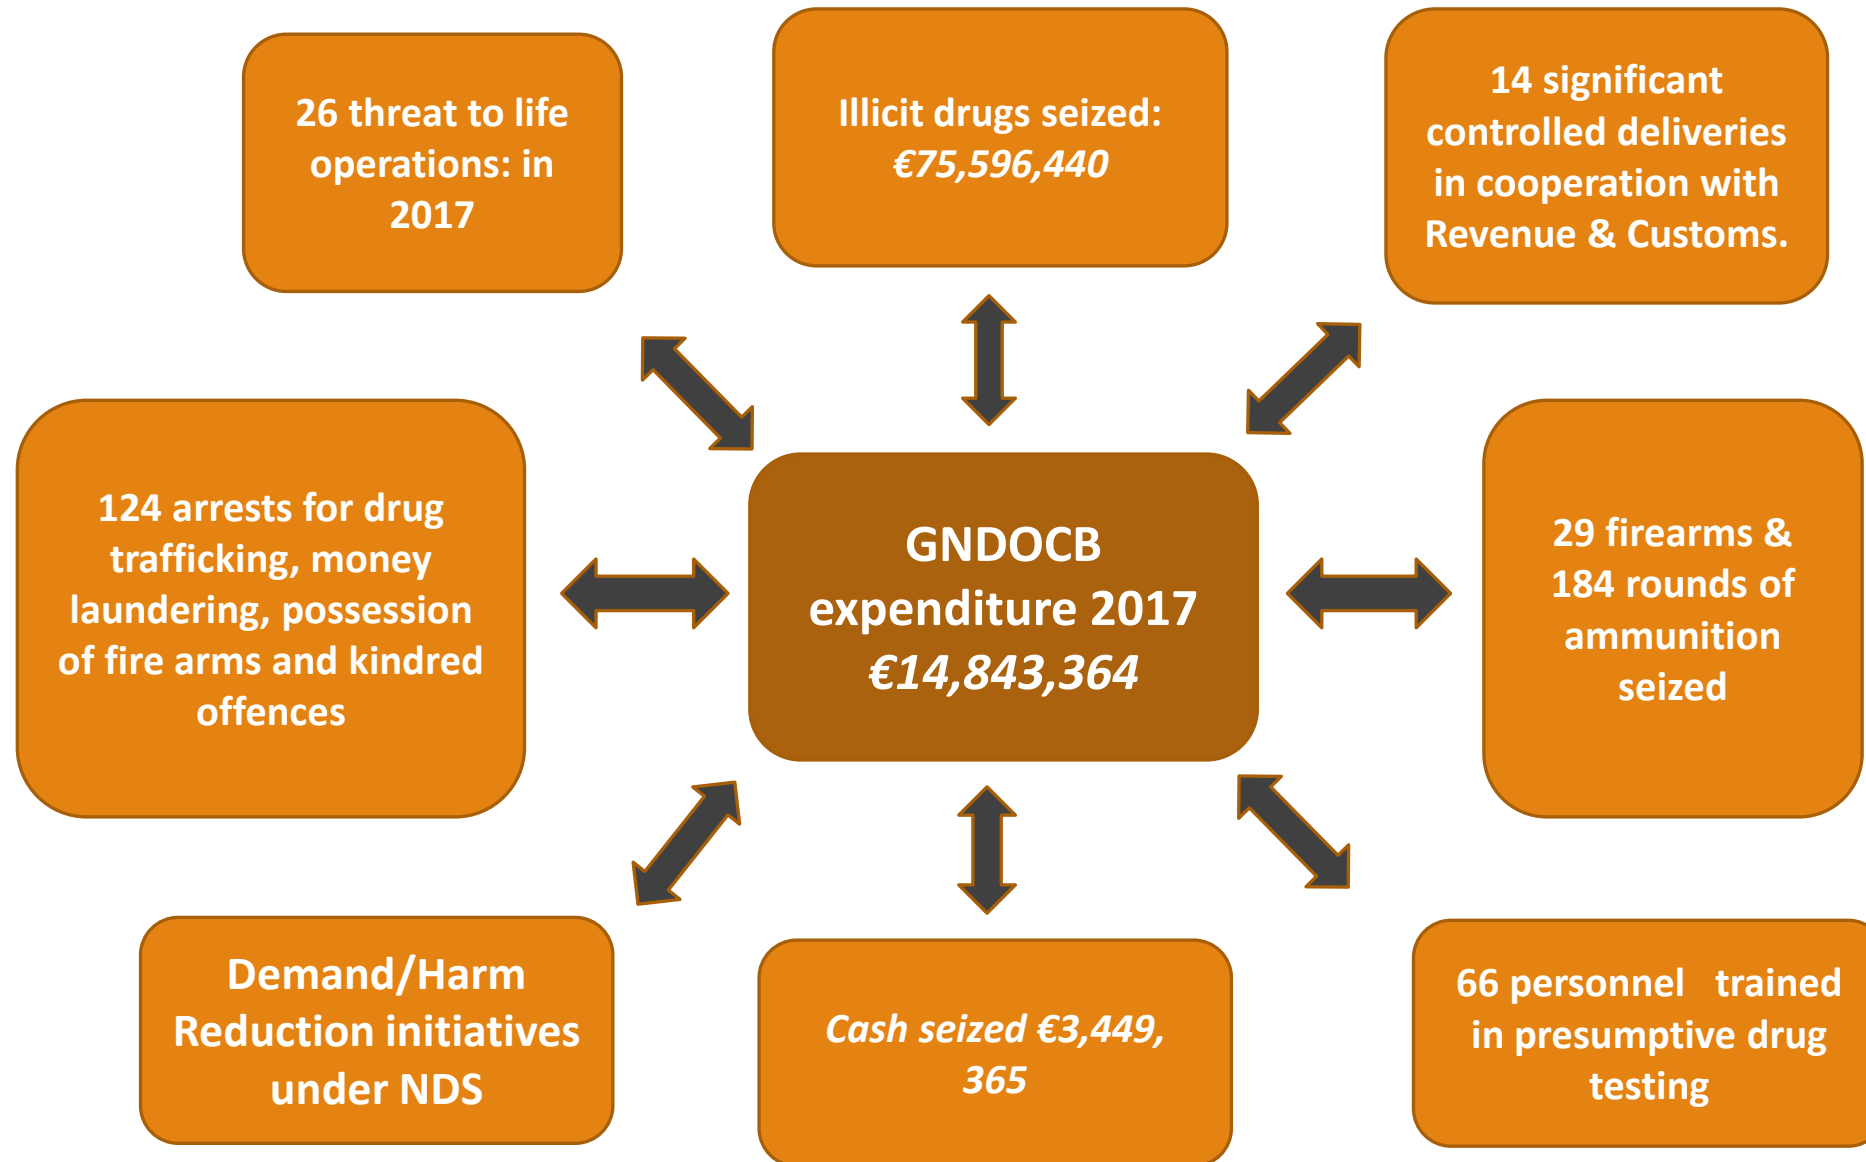 26 threat to life
operations: in
2017
Illicit drugs seized:
€75,596,440
14 significant
controlled deliveries
in cooperation with
Revenue & Customs.
124 arrests for drug
trafficking, money
laundering, possession
of fire arms and kindred
offences
GNDOCB
expenditure 2017
€14,843,364
29 firearms &
184 rounds of
ammunition
seized
Demand/Harm
Reduction initiatives
under NDS
Cash seized €3,449,
365
66 personnel   trained
in presumptive drug
testing